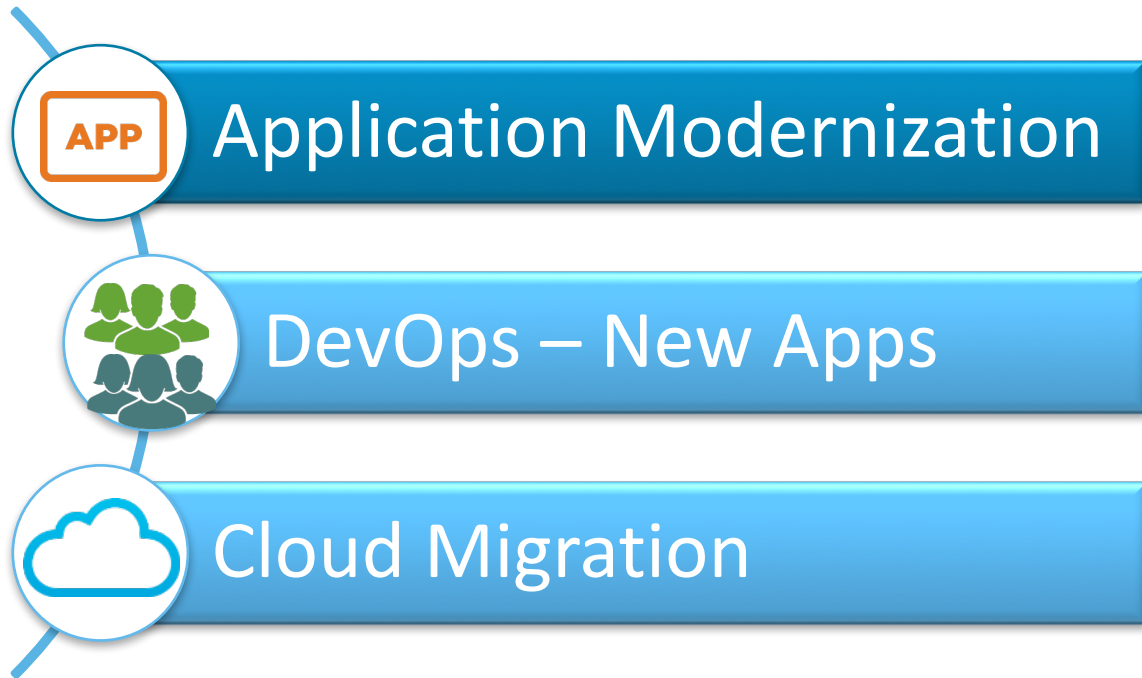 APP
Application Modernization
DevOps – New Apps
Cloud Migration